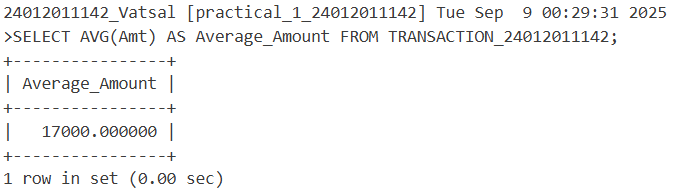 24012011142_Vatsal [practical_1_24012011142] Tue Sep  9 00:29:31 2025
>SELECT AVG(Amt) AS Average_Amount FROM TRANSACTION_24012011142;
+----------------+
| Average_Amount |
+----------------+
|   17000.000000 |
+----------------+
1 row in set (0.00 sec)